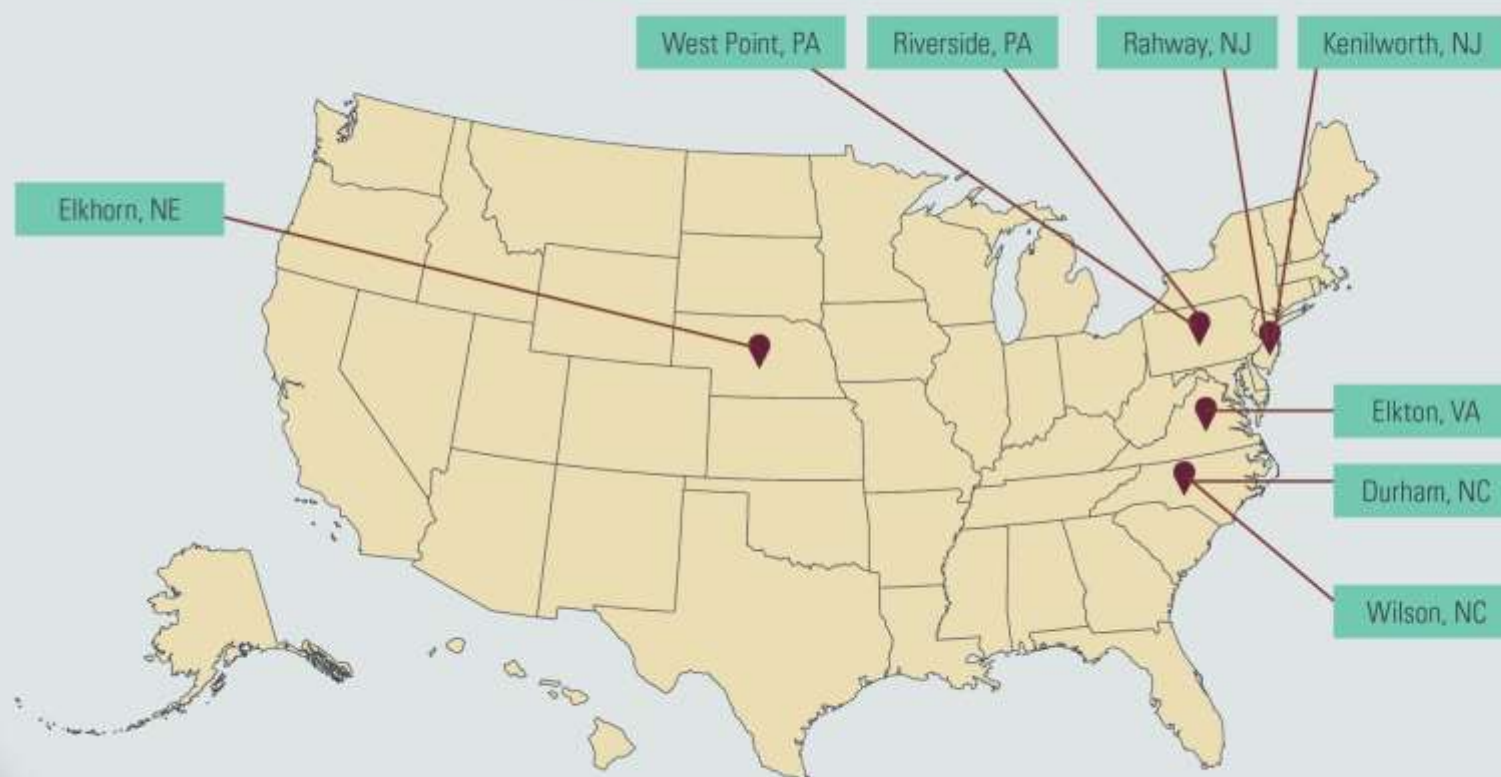 West Point, PA
Riverside, PA
Rahway, NJ
Kenilworth, NJ
Elkhorn, NE
Elkton, VA
Durham, NC
Wilson, NC